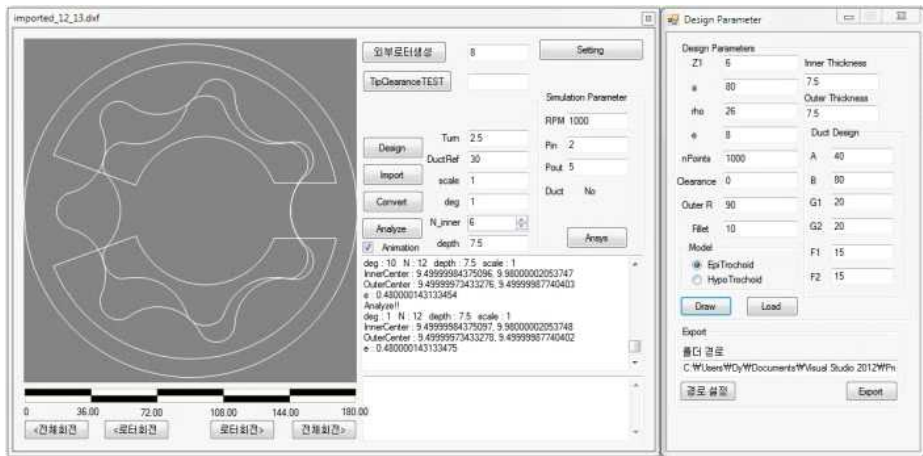 imported_12_13.dxf
외부로터생성 8 Setting
TipClearanceTEST
Simulation Parameter
RPM 1000
Pin 2
Pout 5
Duct No
Ansys
Design Turn 2.5
DuctRef 30
Import scale 1
Convert deg 1
Analyze N_inner 6
Animation depth 7.5
deg : 10 N : 12 depth : 7.5 scale : 1
InnerCenter : 9.49999984375096, 9.98000002053747
OuterCenter : 9.49999973433276, 9.49999987740403
e : 0.480000143133454
Analyze!!
deg : 1 N : 12 depth : 7.5 scale : 1
InnerCenter : 9.49999984375097, 9.98000002053748
OuterCenter : 9.49999973433278, 9.49999987740402
e : 0.480000143133475
0 36.00 72.00 108.00 144.00 180.00
<전체회전 <로터회전 로터회전> 전체회전>
Design Parameter
Design Parameters
Z1 6
a 80
rho 26
e 8
nPoints 1000
Clearance 0
Outer R 90
Fillet 10
Inner Thickness
7.5
Outer Thickness
7.5
Duct Design
A 40
B 80
G1 20
G2 20
F1 15
F2 15
Model
EpiTrochoid
HypoTrochoid
Draw Load
Export
폴더 경로
C:₩Users₩Dy₩Documents₩Visual Studio 2012₩Pn
경로 설정 Export